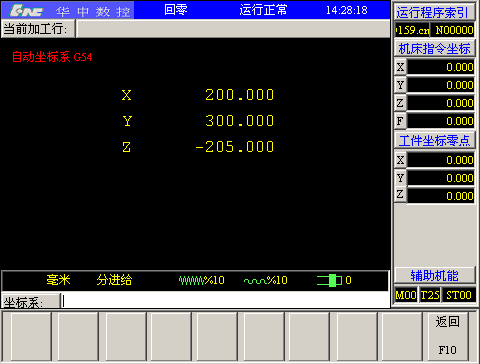 华中数控 回零 运行正常 14:28:18 运行程序索引
当前加工行: O159.cn N00000
机床指令坐标
自动坐标系 G54
X 0.000
Y 0.000
Z 0.000
F 0.000
X 200.000
Y 300.000
Z -205.000
工件坐标零点
X 0.000
Y 0.000
Z 0.000
辅助机能
毫米 分进给 %10 %10 0
M00 T25 ST00
坐标系:
返回
F10